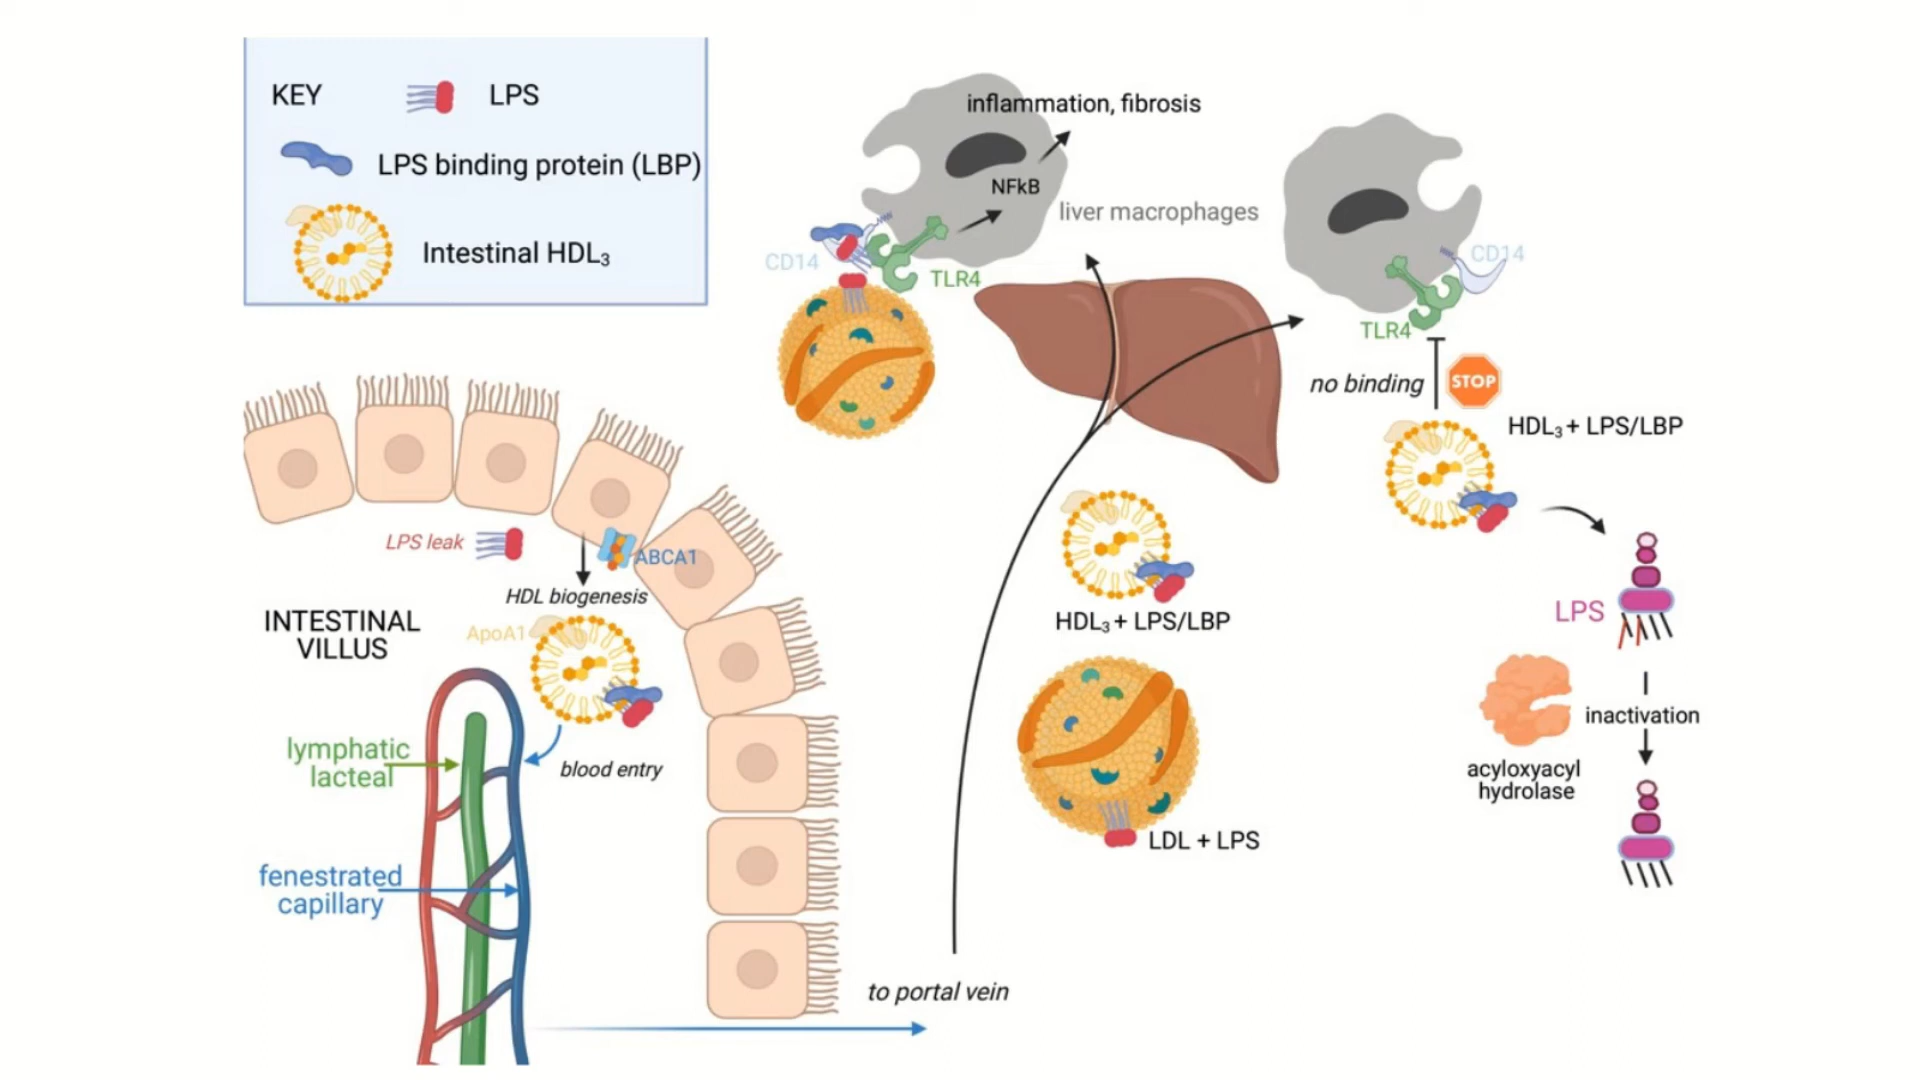 KEY
LPS
LPS binding protein (LBP)
Intestinal HDL₃
inflammation, fibrosis
NFkB
liver macrophages
CD14
TLR4
CD14
TLR4
no binding
STOP
HDL₃ + LPS/LBP
LPS leak
ABCA1
HDL biogenesis
INTESTINAL
VILLUS
ApoA1
HDL₃ + LPS/LBP
LPS
lymphatic
lacteal
blood entry
inactivation
acyloxyacyl
hydrolase
LDL + LPS
fenestrated
capillary
to portal vein